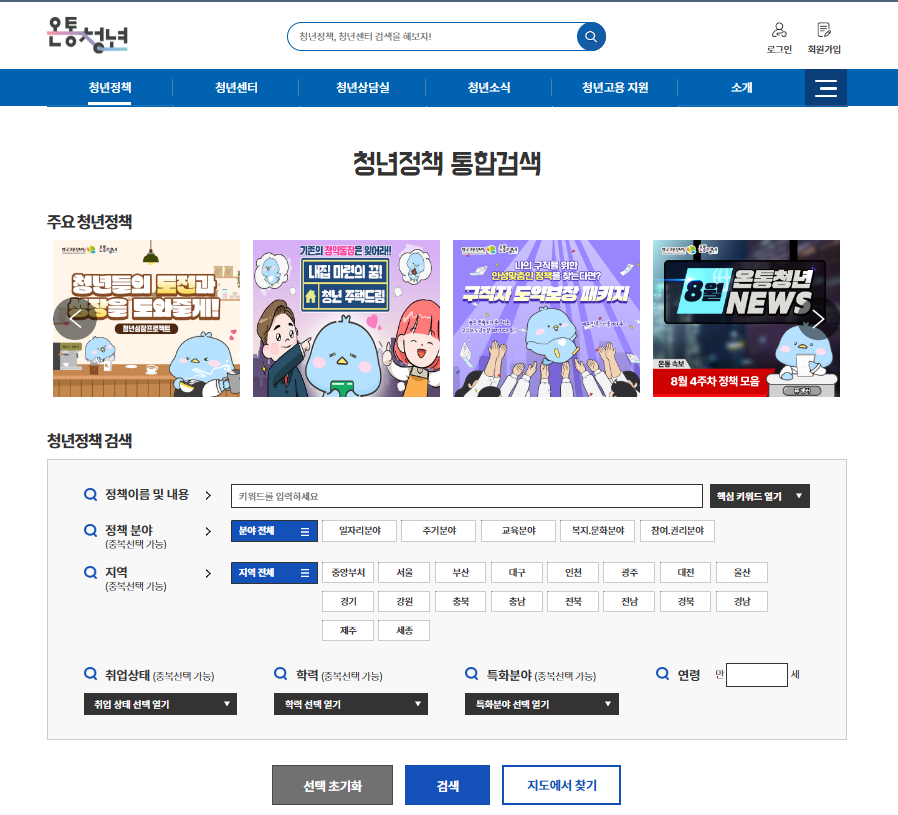 온통청년
청년정책, 청년센터 검색을 해보자!
로그인
회원가입
청년정책
청년센터
청년상담실
청년소식
청년고용 지원
소개
청년정책 통합검색
주요 청년정책
청년들의 도전과
성장을 도와줄게!
청년성장프로젝트
기존의 청약통장은 잊어라!!
내집 마련의 꿈!
청년 주택드림
나의 구직을 위한
안성맞춤인 정책을 찾는다면?
구직자 도약보장 패키지
8월 온통청년
NEWS
온통 속보
8월 4주차 정책 모음
청년정책 검색
정책이름 및 내용
키워드를 입력하세요
핵심 키워드 열기 ▼
정책 분야
(중복선택 가능)
분야 전체
일자리분야
주거분야
교육분야
복지.문화분야
참여.권리분야
지역
(중복선택 가능)
지역 전체
중앙부처
서울
부산
대구
인천
광주
대전
울산
경기
강원
충북
충남
전북
전남
경북
경남
제주
세종
취업상태 (중복선택 가능)
학력 (중복선택 가능)
특화분야 (중복선택 가능)
연령 만 세
취업 상태 선택 열기 ▼
학력 선택 열기 ▼
특화분야 선택 열기 ▼
선택 초기화
검색
지도에서 찾기